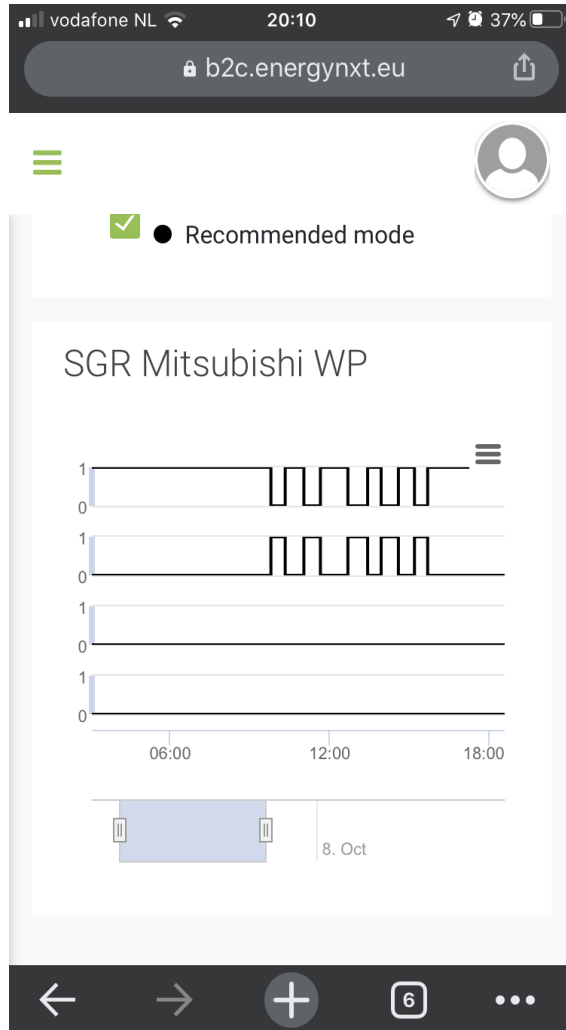 vodafone NL 20:10 37%
b2c.energynxt.eu
Recommended mode
SGR Mitsubishi WP
1
0
1
0
1
0
1
0
06:00 12:00 18:00
8. Oct
6